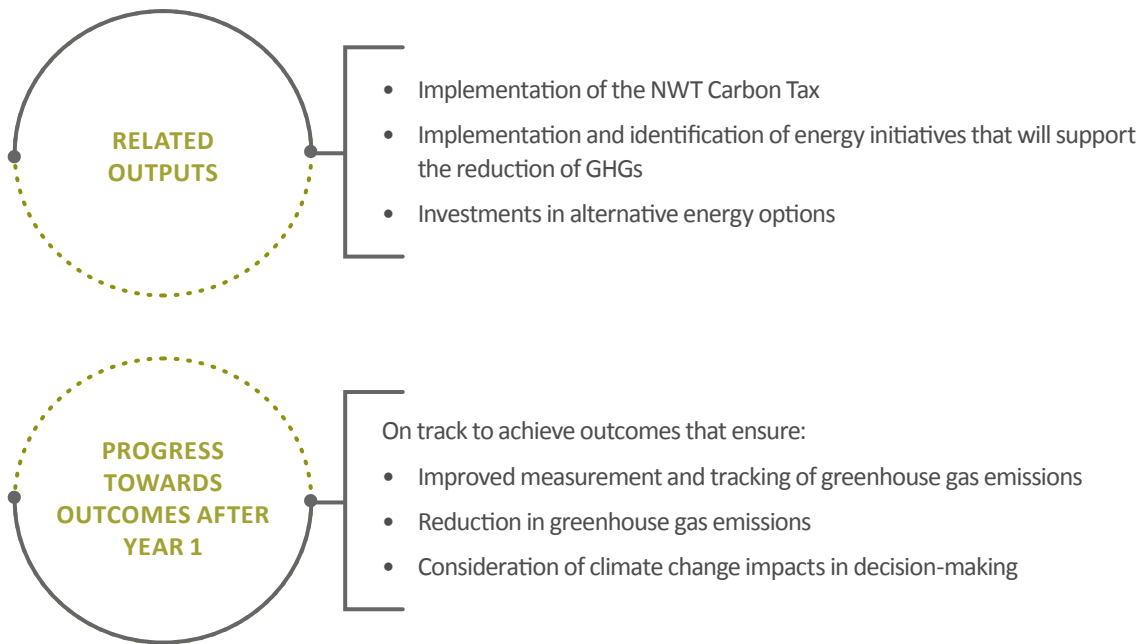 RELATED
OUTPUTS
• Implementation of the NWT Carbon Tax
• Implementation and identification of energy initiatives that will support
the reduction of GHGs
• Investments in alternative energy options
PROGRESS
TOWARDS
OUTCOMES AFTER
YEAR 1
On track to achieve outcomes that ensure:
• Improved measurement and tracking of greenhouse gas emissions
• Reduction in greenhouse gas emissions
• Consideration of climate change impacts in decision-making